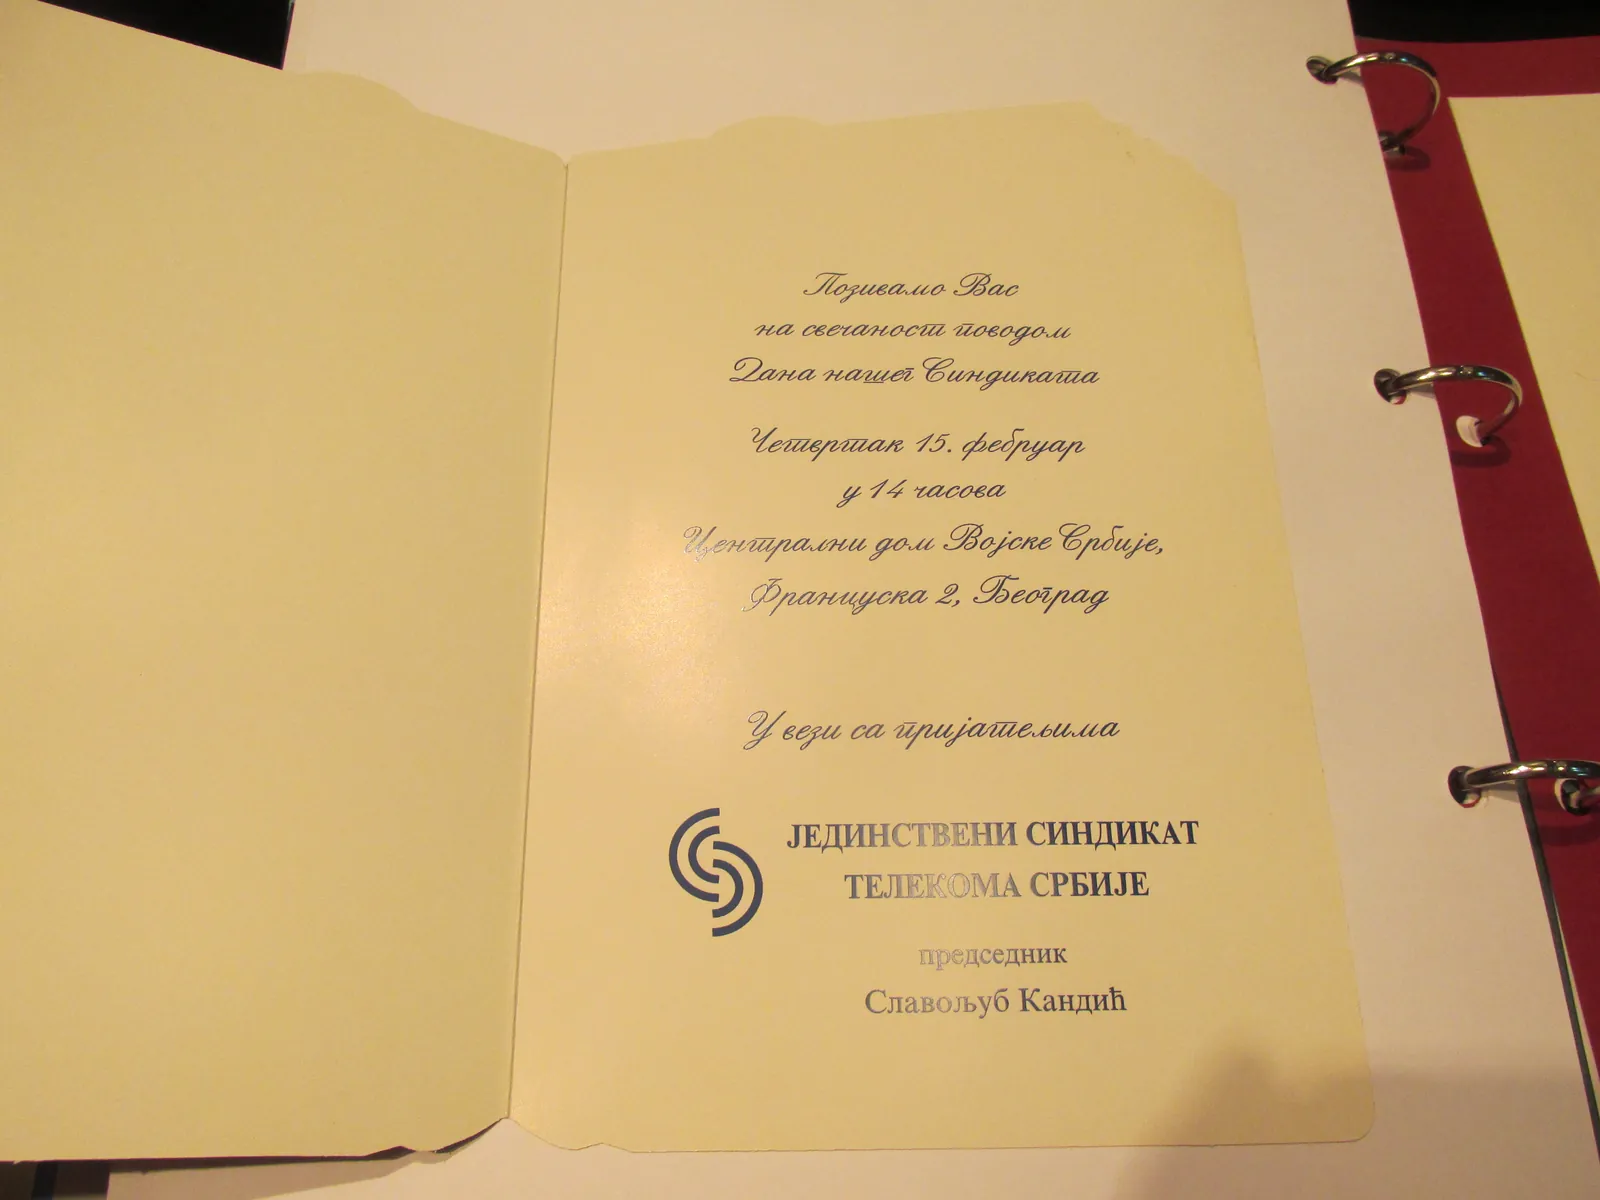 Позивамо Вас
на свечаност поводом
Дана нашег Синдиката
Четвртак 15. фебруар
у 14 часова
Централни дом Војске Србије,
Француска 2, Београд
У вези са пријатељима
ЈЕДИНСТВЕНИ СИНДИКАТ
ТЕЛЕКОМА СРБИЈЕ
председник
Славољуб Кандић